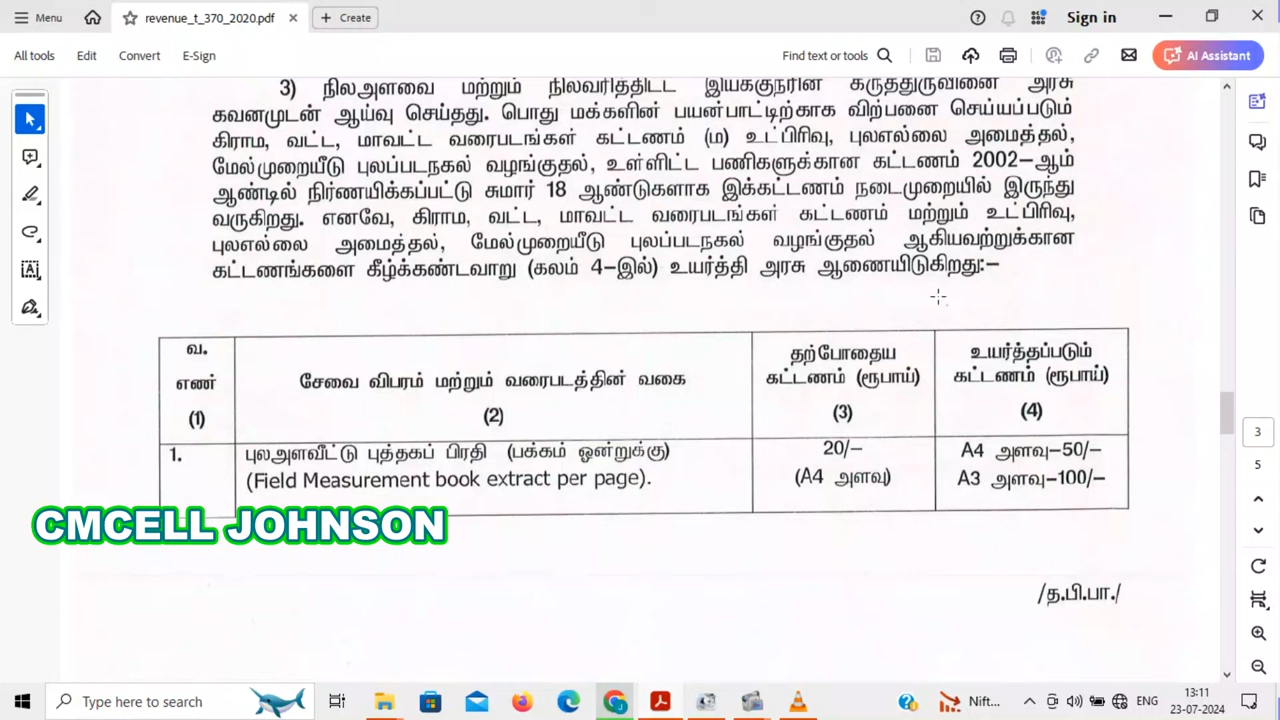 Menu
revenue_t_370_2020.pdf
Create
Sign in
All tools
Edit
Convert
E-Sign
Find text or tools
AI Assistant
3) நிலஅளவை மற்றும் நிலவரித்திட்ட இயக்குநரின் கருத்துருவினை அரசு
கவனமுடன் ஆய்வு செய்தது. பொது மக்களின் பயன்பாட்டிற்காக விற்பனை செய்யப்படும்
கிராம, வட்ட, மாவட்ட வரைபடங்கள் கட்டணம் (ம) உட்பிரிவு, புலஎல்லை அமைத்தல்,
மேல்முறையீடு புலப்படநகல் வழங்குதல், உள்ளிட்ட பணிகளுக்கான கட்டணம் 2002–ஆம்
ஆண்டில் நிர்ணயிக்கப்பட்டு சுமார் 18 ஆண்டுகளாக இக்கட்டணம் நடைமுறையில் இருந்து
வருகிறது. எனவே, கிராம, வட்ட, மாவட்ட வரைபடங்கள் கட்டணம் மற்றும் உட்பிரிவு,
புலஎல்லை அமைத்தல், மேல்முறையீடு புலப்படநகல் வழங்குதல் ஆகியவற்றுக்கான
கட்டணங்களை கீழ்க்கண்டவாறு (கலம் 4–இல்) உயர்த்தி அரசு ஆணையிடுகிறது:–
வ.
எண்
(1)
சேவை விபரம் மற்றும் வரைபடத்தின் வகை
(2)
தற்போதைய
கட்டணம் (ரூபாய்)
(3)
உயர்த்தப்படும்
கட்டணம் (ரூபாய்)
(4)
1.
புலஅளவீட்டு புத்தகப் பிரதி (பக்கம் ஒன்றுக்கு)
(Field Measurement book extract per page).
20/–
(A4 அளவு)
A4 அளவு–50/–
A3 அளவு–100/–
CMCELL JOHNSON
/த.பி.பா./
3
5
Type here to search
Nift...
ENG
13:11
23-07-2024